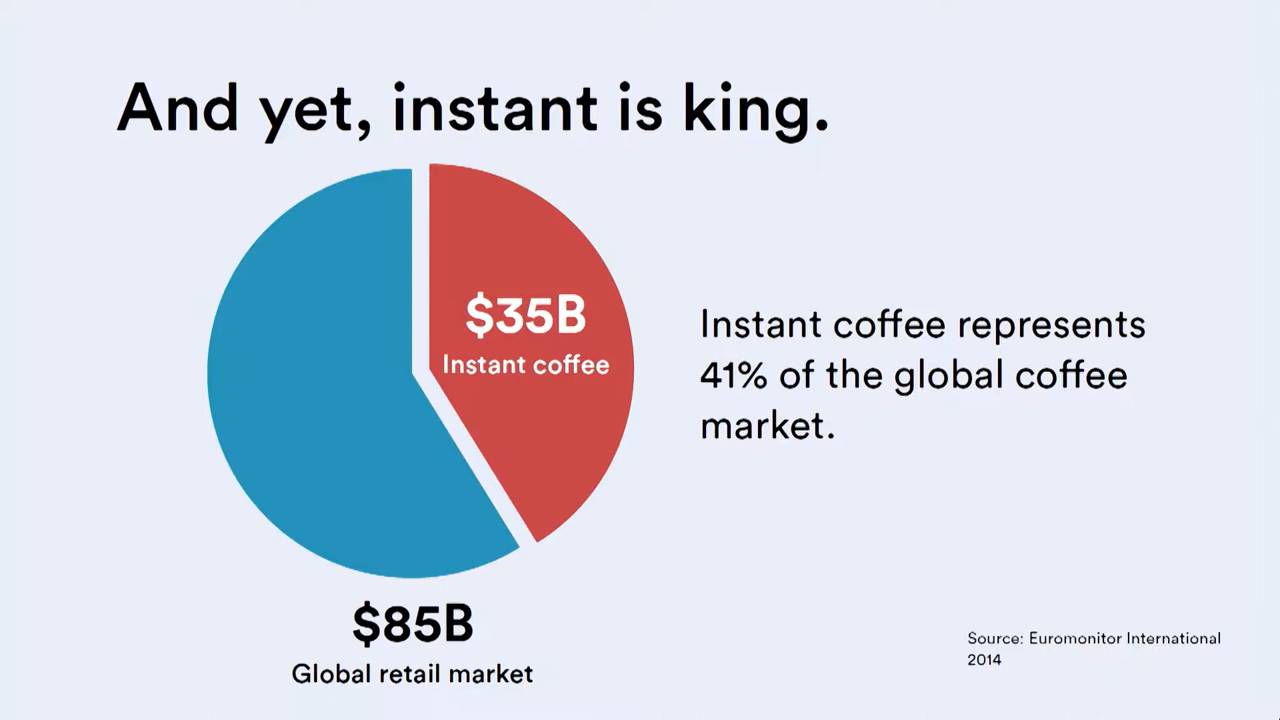 And yet, instant is king.
$35B
Instant coffee
Instant coffee represents
41% of the global coffee
market.
$85B
Global retail market
Source: Euromonitor International
2014